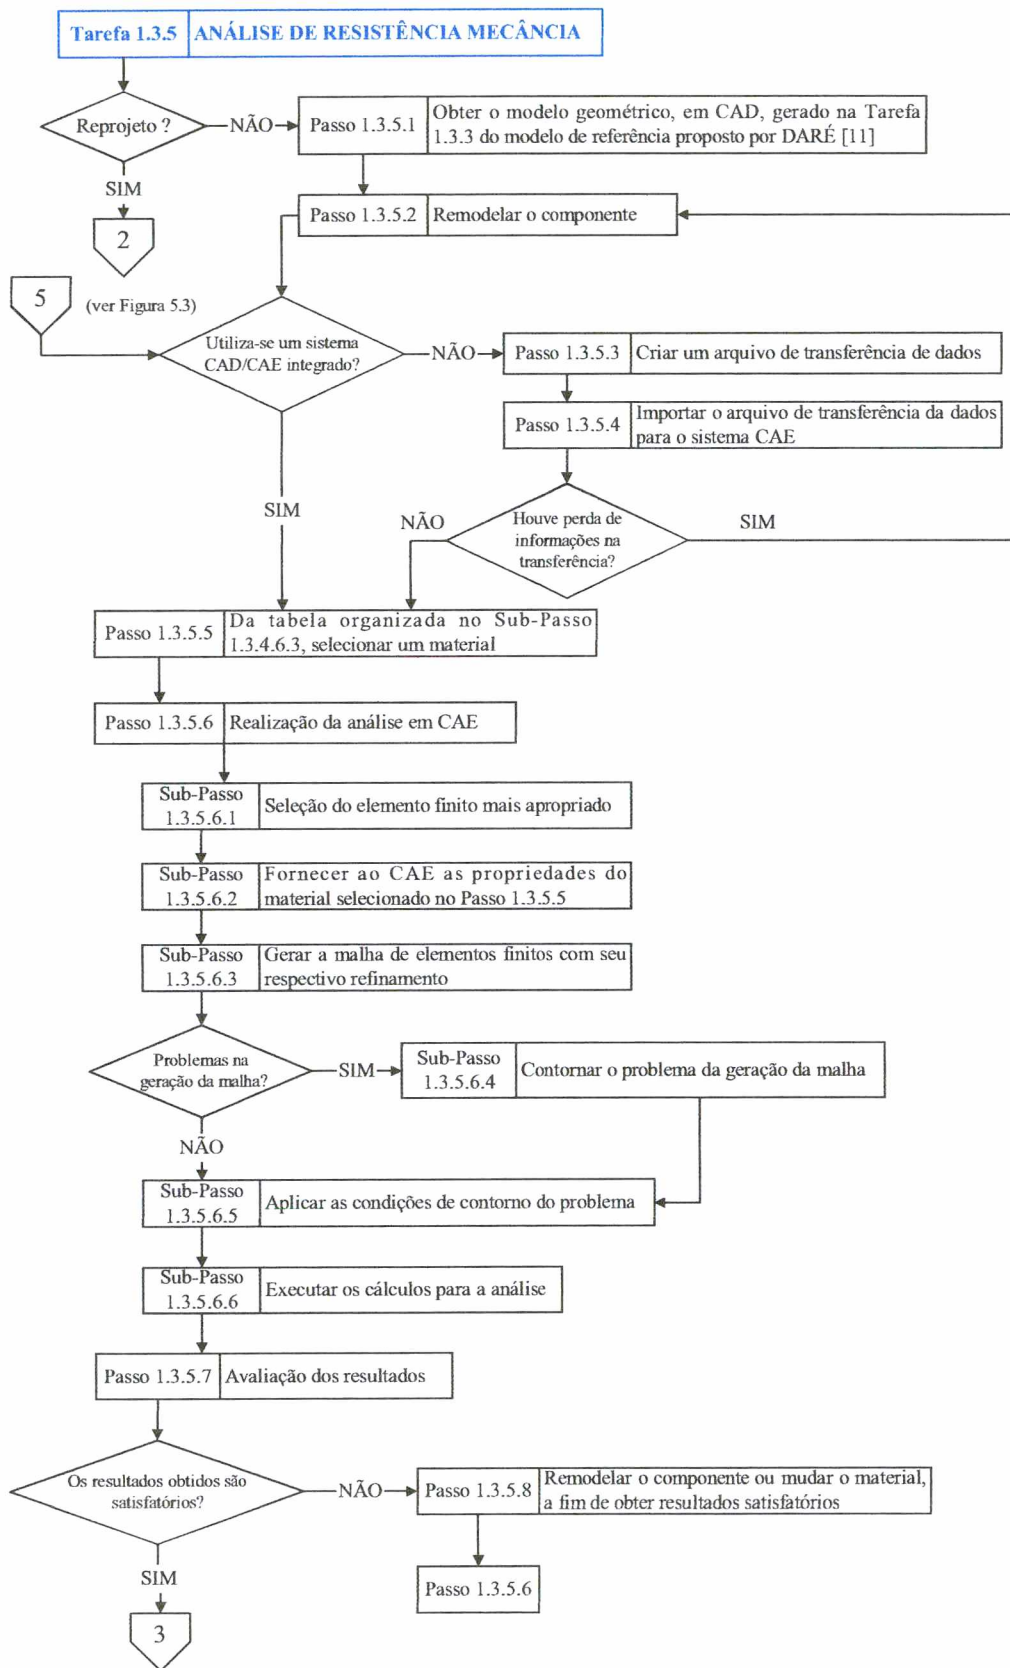 Tarefa 1.3.5 ANÁLISE DE RESISTÊNCIA MECÂNCIA
Reprojeto ?
NÃO
Passo 1.3.5.1
Obter o modelo geométrico, em CAD, gerado na Tarefa
1.3.3 do modelo de referência proposto por DARÉ [11]
SIM
2
Passo 1.3.5.2
Remodelar o componente
5
(ver Figura 5.3)
Utiliza-se um sistema
CAD/CAE integrado?
NÃO
Passo 1.3.5.3
Criar um arquivo de transferência de dados
Passo 1.3.5.4
Importar o arquivo de transferência da dados
para o sistema CAE
SIM
NÃO
Houve perda de
informações na
transferência?
SIM
Passo 1.3.5.5
Da tabela organizada no Sub-Passo
1.3.4.6.3, selecionar um material
Passo 1.3.5.6
Realização da análise em CAE
Sub-Passo
1.3.5.6.1
Seleção do elemento finito mais apropriado
Sub-Passo
1.3.5.6.2
Fornecer ao CAE as propriedades do
material selecionado no Passo 1.3.5.5
Sub-Passo
1.3.5.6.3
Gerar a malha de elementos finitos com seu
respectivo refinamento
Problemas na
geração da malha?
SIM
Sub-Passo
1.3.5.6.4
Contornar o problema da geração da malha
NÃO
Sub-Passo
1.3.5.6.5
Aplicar as condições de contorno do problema
Sub-Passo
1.3.5.6.6
Executar os cálculos para a análise
Passo 1.3.5.7
Avaliação dos resultados
Os resultados obtidos são
satisfatórios?
NÃO
Passo 1.3.5.8
Remodelar o componente ou mudar o material,
a fim de obter resultados satisfatórios
SIM
Passo 1.3.5.6
3